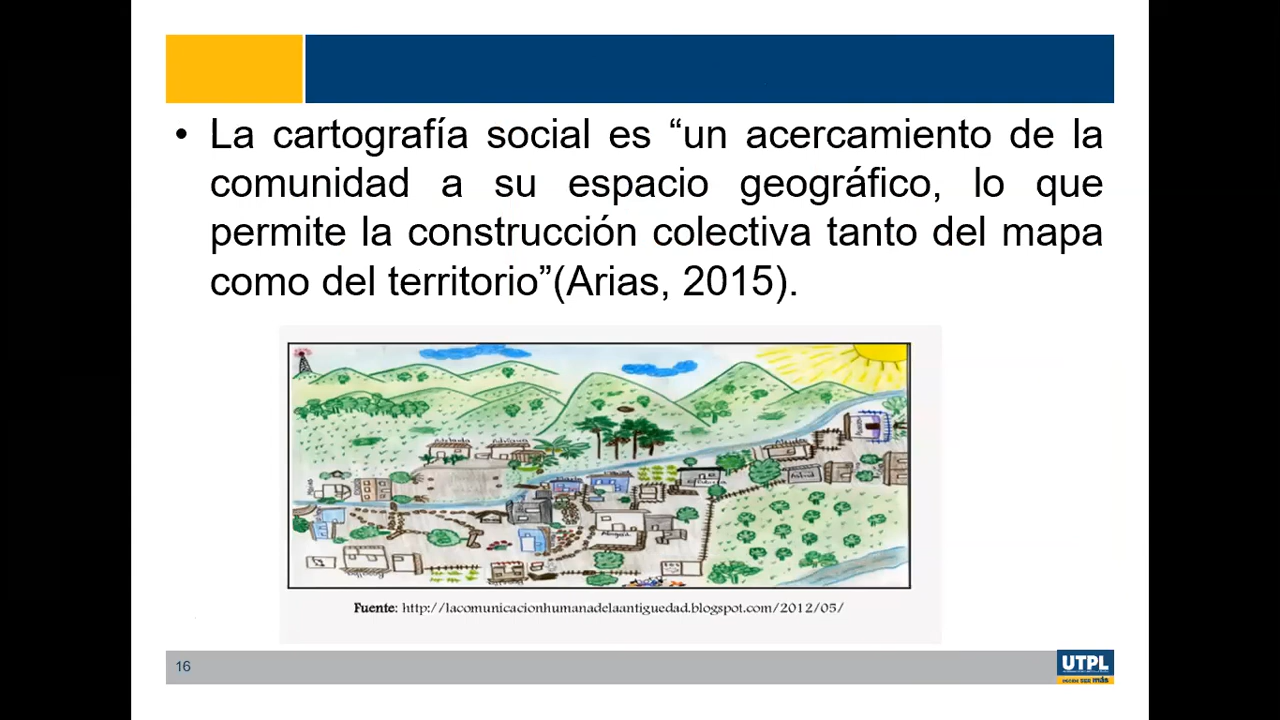 • La cartografía social es “un acercamiento de la
comunidad a su espacio geográfico, lo que
permite la construcción colectiva tanto del mapa
como del territorio”(Arias, 2015).
Fuente: http://lacomunicacionhumanadelaantiguedad.blogspot.com/2012/05/
16
UTPL